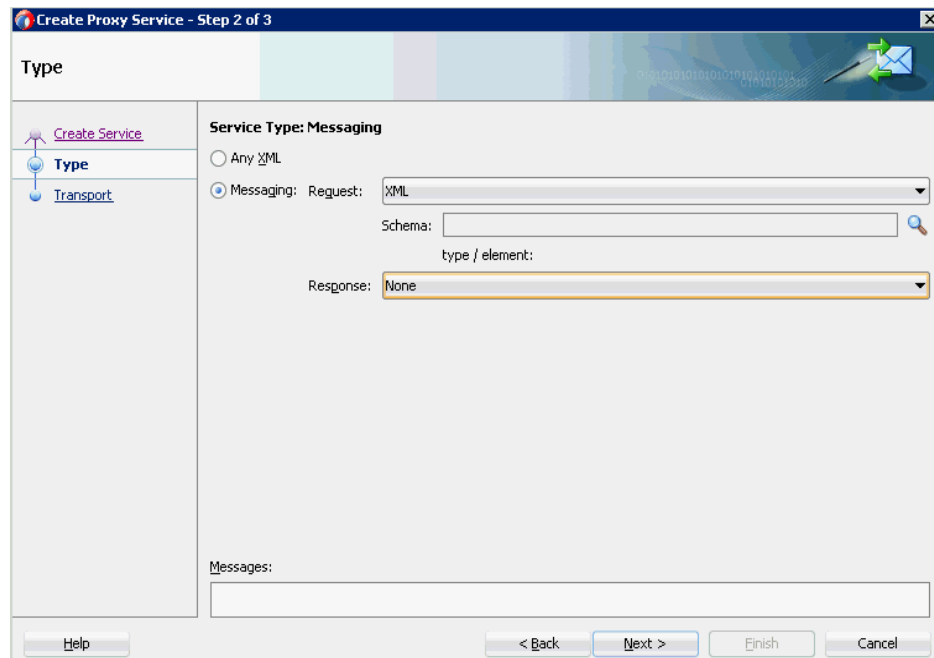 Create Proxy Service - Step 2 of 3
Type
Create Service
Type
Transport
Service Type: Messaging
Any XML
Messaging: Request: XML
Schema:
type / element:
Response: None
Messages:
Help < Back Next > Finish Cancel